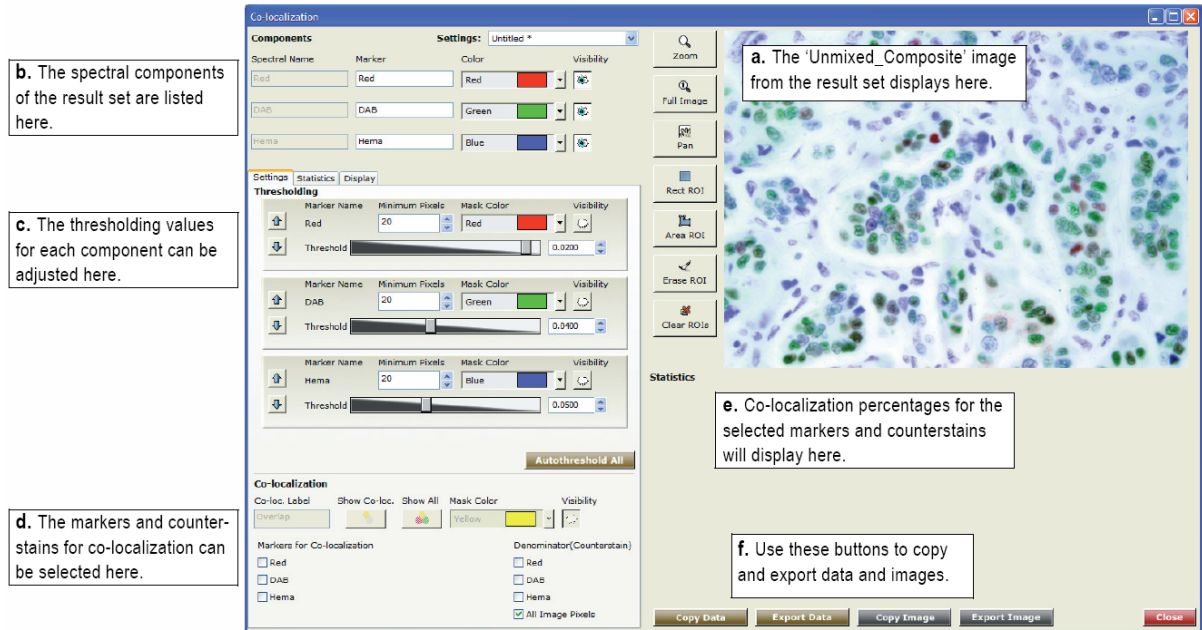 Co-localization
Components Settings: Untitled *
Spectral Name Marker Color Visibility
Red Red Red
DAB DAB Green
Hema Hema Blue
Settings Statistics Display
Thresholding
Marker Name Minimum Pixels Mask Color Visibility
Red 20 Red
Threshold 0.0200
Marker Name Minimum Pixels Mask Color Visibility
DAB 20 Green
Threshold 0.0400
Marker Name Minimum Pixels Mask Color Visibility
Hema 20 Blue
Threshold 0.0500
Autothreshold All
Co-localization
Co-loc. Label Show Co-loc. Show All Mask Color Visibility
Overlap Yellow
Markers for Co-localization Denominator(Counterstain)
Red Red
DAB DAB
Hema Hema
All Image Pixels
Zoom
Full Image
Pan
Rect ROI
Area ROI
Erase ROI
Clear ROIs
Statistics
Copy Data Export Data Copy Image Export Image Close
a. The ‘Unmixed_Composite’ image
from the result set displays here.
b. The spectral components
of the result set are listed
here.
c. The thresholding values
for each component can be
adjusted here.
d. The markers and counter-
stains for co-localization can
be selected here.
e. Co-localization percentages for the
selected markers and counterstains
will display here.
f. Use these buttons to copy
and export data and images.